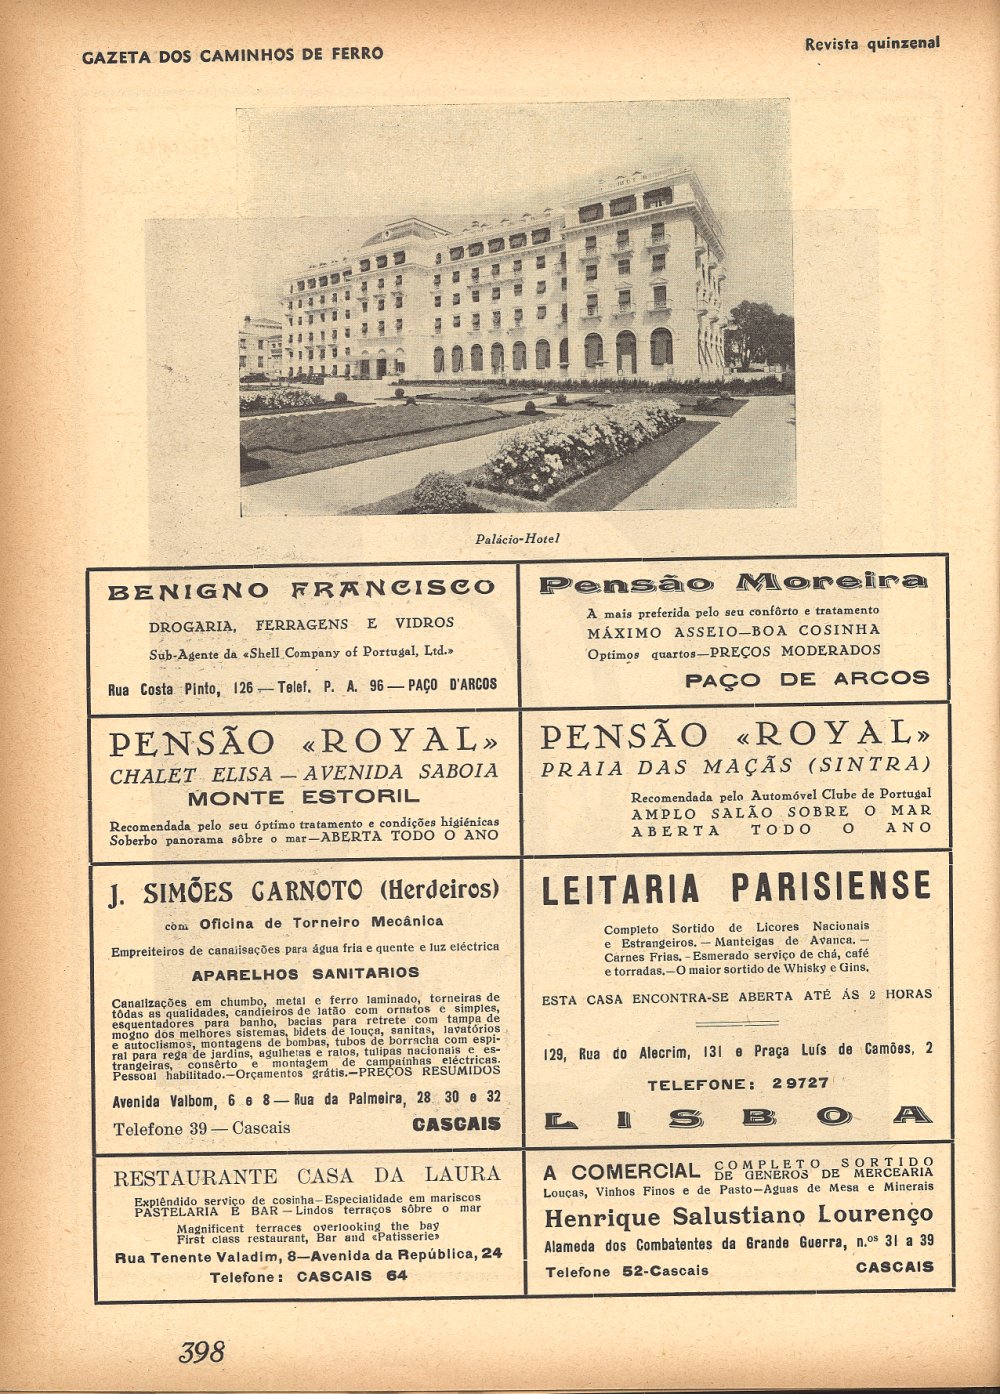 GAZETA DOS CAMINHOS DE FERRO
Revista quinzenal
Palácio-Hotel
BENIGNO FRANCISCO
DROGARIA, FERRAGENS E VIDROS
Sub-Agente da «Shell Company of Portugal, Ltd.»
Rua Costa Pinto, 126 — Telef. P. A. 96 — PAÇO D'ARCOS
Pensão Moreira
A mais preferida pelo seu confôrto e tratamento
MÁXIMO ASSEIO—BOA COSINHA
Optimos quartos—PREÇOS MODERADOS
PAÇO DE ARCOS
PENSÃO «ROYAL»
CHALET ELISA — AVENIDA SABOIA
MONTE ESTORIL
Recomendada pelo seu óptimo tratamento e condições higiénicas
Soberbo panorama sôbre o mar—ABERTA TODO O ANO
PENSÃO «ROYAL»
PRAIA DAS MAÇÃS (SINTRA)
Recomendada pelo Automóvel Clube de Portugal
AMPLO SALÃO SOBRE O MAR
ABERTA TODO O ANO
J. SIMÕES CARNOTO (Herdeiros)
com Oficina de Torneiro Mecânica
Empreiteiros de canalisações para água fria e quente e luz eléctrica
APARELHOS SANITARIOS
Canalizações em chumbo, metal e ferro laminado, torneiras de
tôdas as qualidades, candieiros de latão com ornatos e simples,
esquentadores para banho, bacias para retrete com tampa de
mogno dos melhores sistemas, bidets de louça, sanitas, lavatórios
e autoclismos, montagens de bombas, tubos de borracha com espi-
ral para rega de jardins, agulhetas e ralos, tulipas nacionais e es-
trangeiras, consêrto e montagem de campaínhas eléctricas.
Pessoal habilitado.—Orçamentos grátis.—PREÇOS RESUMIDOS
Avenida Valbom, 6 e 8 — Rua da Palmeira, 28 30 e 32
Telefone 39 — Cascais CASCAIS
LEITARIA PARISIENSE
Completo Sortido de Licores Nacionais
e Estrangeiros. — Manteigas de Avanca. —
Carnes Frias. - Esmerado serviço de chá, café
e torradas.—O maior sortido de Whisky e Gins.
ESTA CASA ENCONTRA-SE ABERTA ATÉ ÁS 2 HORAS
129, Rua do Alecrim, 131 e Praça Luís de Camões, 2
TELEFONE: 29727
LISBOA
RESTAURANTE CASA DA LAURA
Explêndido serviço de cosinha—Especialidade em mariscos
PASTELARIA E BAR — Lindos terraços sôbre o mar
Magnificent terraces overlooking the bay
First class restaurant, Bar and «Patisserie»
Rua Tenente Valadim, 8—Avenida da República, 24
Telefone: CASCAIS 64
A COMERCIAL COMPLETO SORTIDO
DE GENEROS DE MERCEARIA
Louças, Vinhos Finos e de Pasto—Aguas de Mesa e Minerais
Henrique Salustiano Lourenço
Alameda dos Combatentes da Grande Guerra, n.os 31 a 39
Telefone 52-Cascais CASCAIS
398